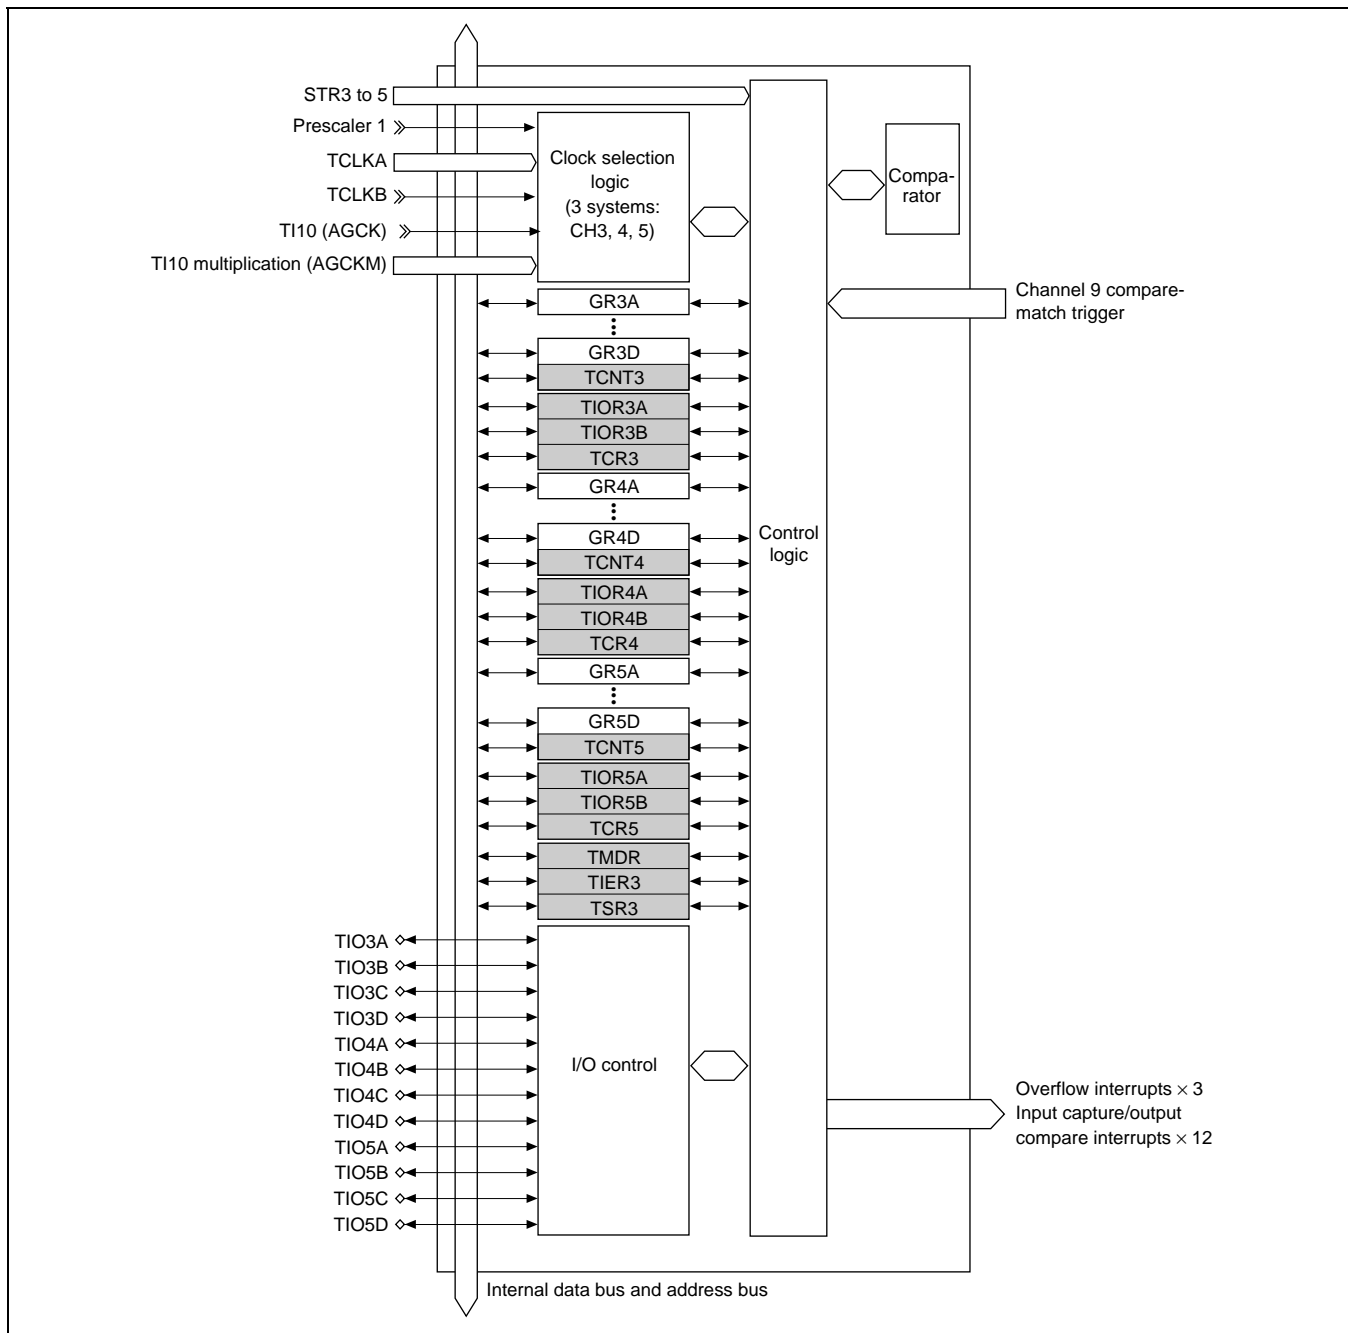 STR3 to 5
Prescaler 1
TCLKA
TCLKB
TI10 (AGCK)
TI10 multiplication (AGCKM)
Clock selection
logic
(3 systems:
CH3, 4, 5)
Compa-
rator
Channel 9 compare-
match trigger
GR3A
GR3D
TCNT3
TIOR3A
TIOR3B
TCR3
GR4A
GR4D
TCNT4
TIOR4A
TIOR4B
TCR4
GR5A
GR5D
TCNT5
TIOR5A
TIOR5B
TCR5
TMDR
TIER3
TSR3
Control
logic
TIO3A
TIO3B
TIO3C
TIO3D
TIO4A
TIO4B
TIO4C
TIO4D
TIO5A
TIO5B
TIO5C
TIO5D
I/O control
Overflow interrupts × 3
Input capture/output
compare interrupts × 12
Internal data bus and address bus